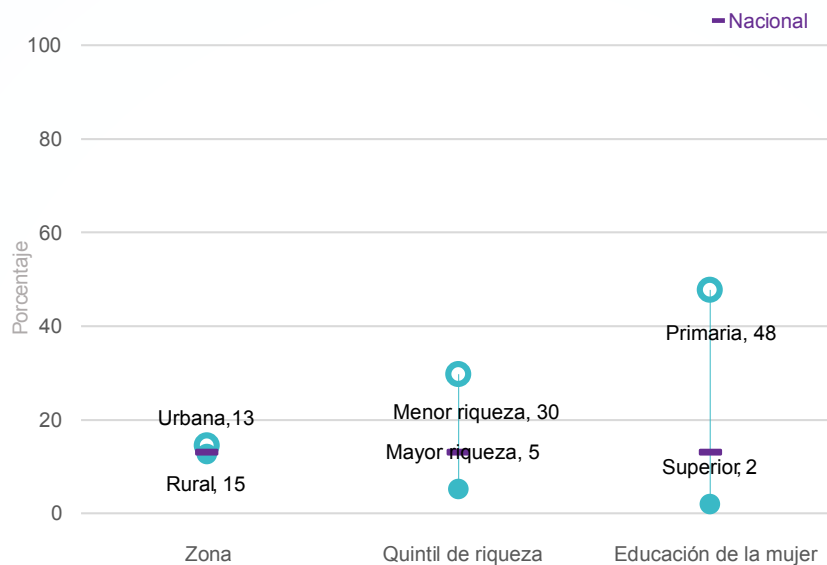 Nacional
100
80
60
40
20
0
Porcentaje
Urbana,13
Rural, 15
Menor riqueza, 30
Mayor riqueza, 5
Primaria, 48
Superior, 2
Zona
Quintil de riqueza
Educación de la mujer